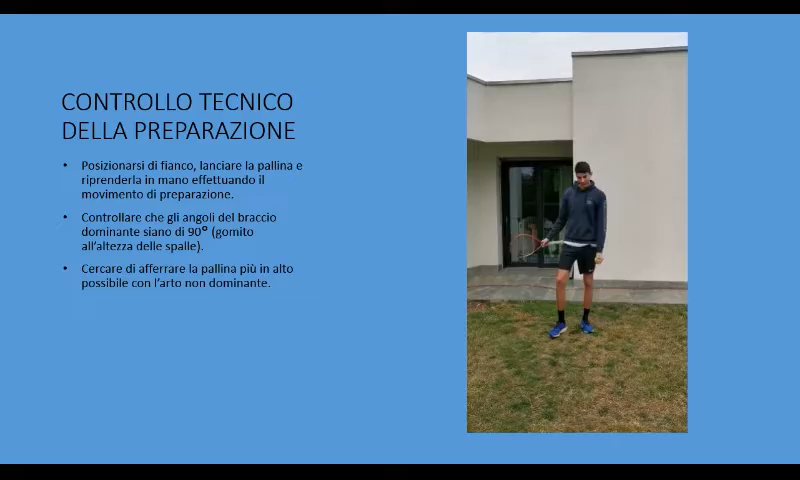 CONTROLLO TECNICO
DELLA PREPARAZIONE
• Posizionarsi di fianco, lanciare la pallina e
riprenderla in mano effettuando il
movimento di preparazione.
• Controllare che gli angoli del braccio
dominante siano di 90° (gomito
all'altezza delle spalle).
• Cercare di afferrare la pallina più in alto
possibile con l'arto non dominante.